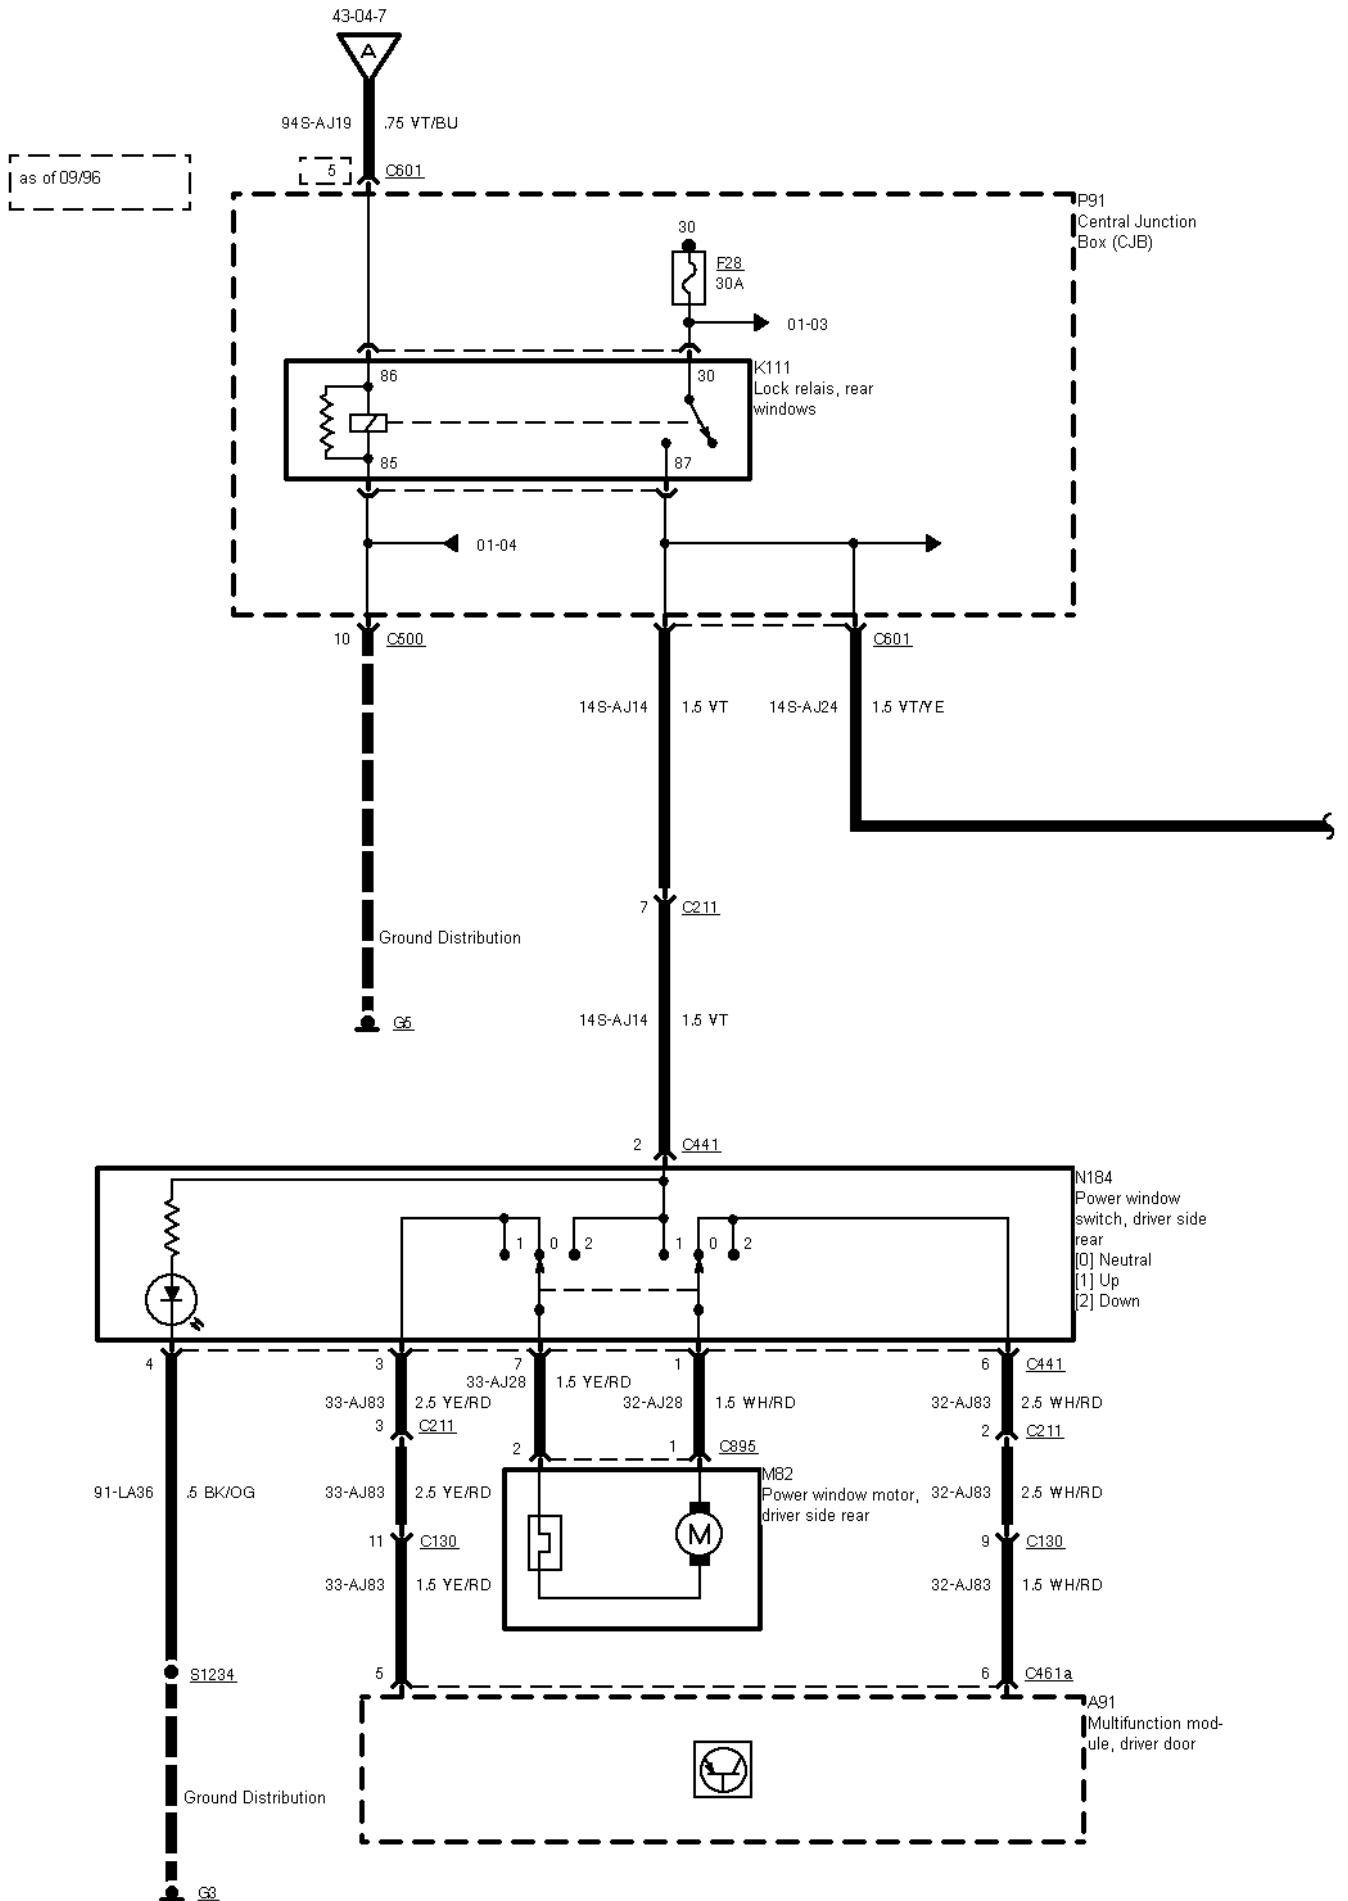 43-04-7
A
94S-AJ19 .75 VT/BU
5 C601
as of 09/96
P91
Central Junction
Box (CJB)
30
F28
30A
01-03
K111
Lock relais, rear
windows
86
30
85
87
01-04
10 C500
C601
14S-AJ14 1.5 VT
14S-AJ24 1.5 VT/YE
7 C211
Ground Distribution
G5
14S-AJ14 1.5 VT
2 C441
N184
Power window
switch, driver side
rear
[0] Neutral
[1] Up
[2] Down
1 0 2 1 0 2
4 3 7 1 6 C441
33-AJ28 1.5 YE/RD
33-AJ83 2.5 YE/RD
32-AJ28 1.5 WH/RD
32-AJ83 2.5 WH/RD
3 C211
2 C211
2 1 C895
M82
Power window motor,
driver side rear
M
91-LA36 .5 BK/OG
33-AJ83 2.5 YE/RD
32-AJ83 2.5 WH/RD
11 C130
9 C130
33-AJ83 1.5 YE/RD
32-AJ83 1.5 WH/RD
S1234
5 6 C461a
A91
Multifunction mod-
ule, driver door
Ground Distribution
G3